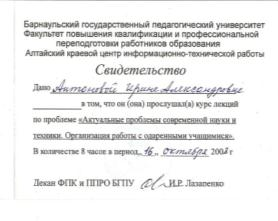 Барнаульский государственный педагогический университет
Факультет повышения квалификации и профессиональной
переподготовки работников образования
Алтайский краевой центр информационно-технической работы
Свидетельство
Дано Антоновой Ирине Александровне
в том, что он (она) прослушал(а) курс лекций
по проблеме «Актуальные проблемы современной науки и
техники. Организация работы с одаренными учащимися».
В количестве 8 часов в период „16„ октября 2008 г
Декан ФПК и ППРО БГПУ И.Р. Лазаренко